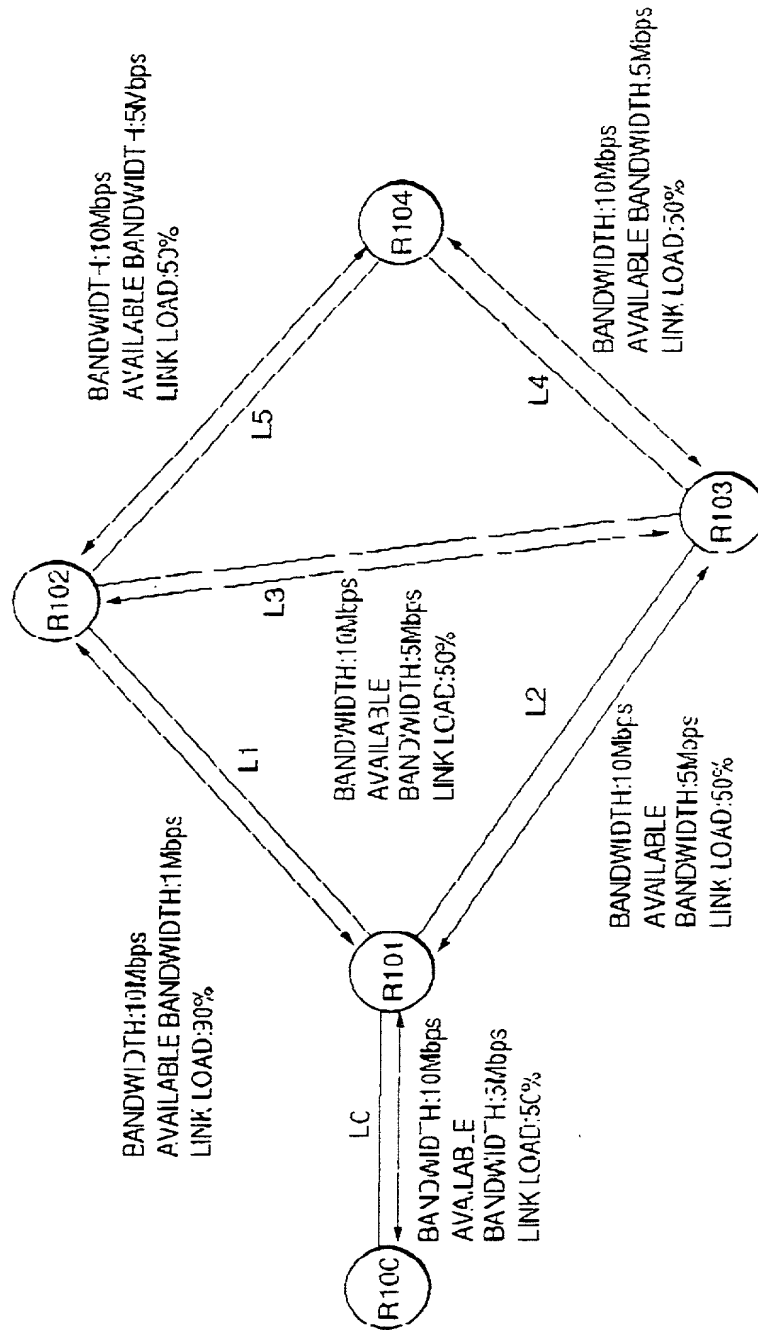 BANDWIDTH:10Mbps
AVAILABLE BANDWIDTH:5Mbps
LINK LOAD:50%
R104
BANDWIDTH:10Mbps
AVAILABLE BANDWIDTH:5Mbps
LINK LOAD:50%
L5
L4
R102
R103
L3
BANDWIDTH:10Mbps
AVAILABLE
BANDWIDTH:5Mbps
LINK LOAD:50%
L1
L2
BANDWIDTH:10Mbps
AVAILABLE BANDWIDTH:1Mbps
LINK LOAD:90%
BANDWIDTH:10Mbps
AVAILABLE
BANDWIDTH:5Mbps
LINK LOAD:50%
R101
L0
BANDWIDTH:10Mbps
AVAILABLE
BANDWIDTH:5Mbps
LINK LOAD:50%
R100